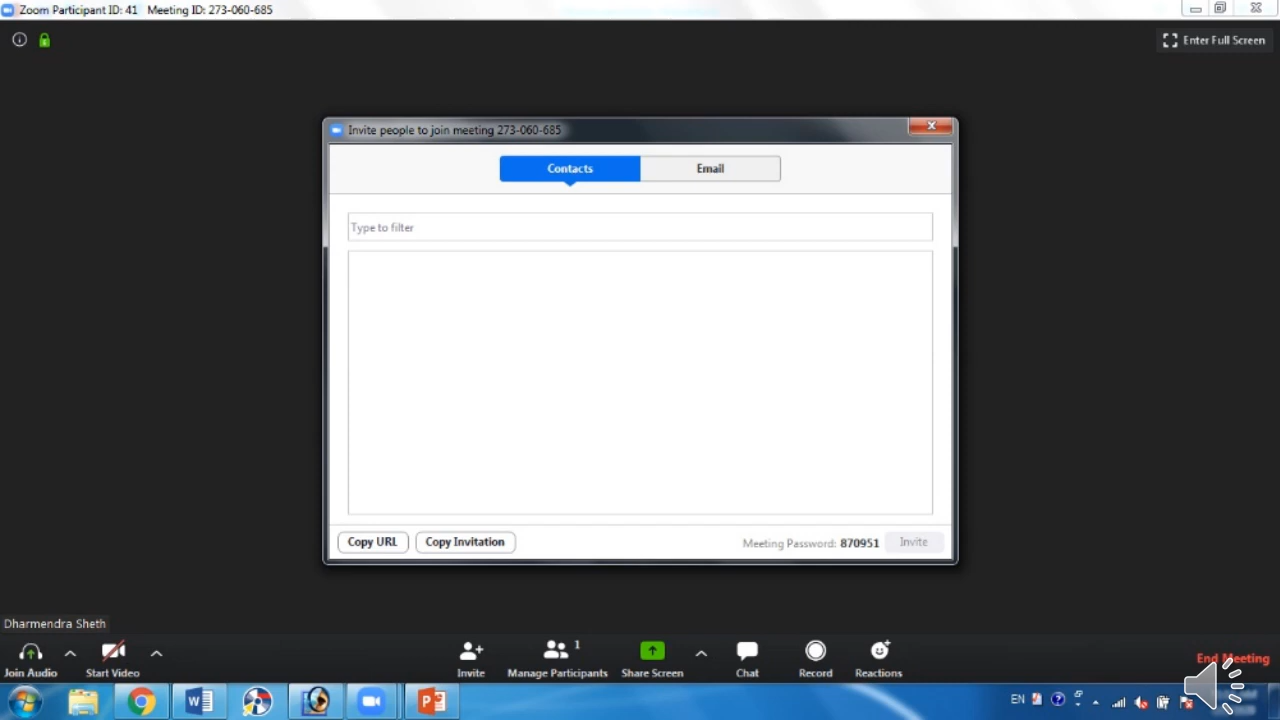 Zoom Participant ID: 41 Meeting ID: 273-060-685
Enter Full Screen
Invite people to join meeting 273-060-685
Contacts Email
Type to filter
Copy URL Copy Invitation Meeting Password: 870951 Invite
Dharmendra Sheth
1
Join Audio Start Video Invite Manage Participants Share Screen Chat Record Reactions End Meeting
EN